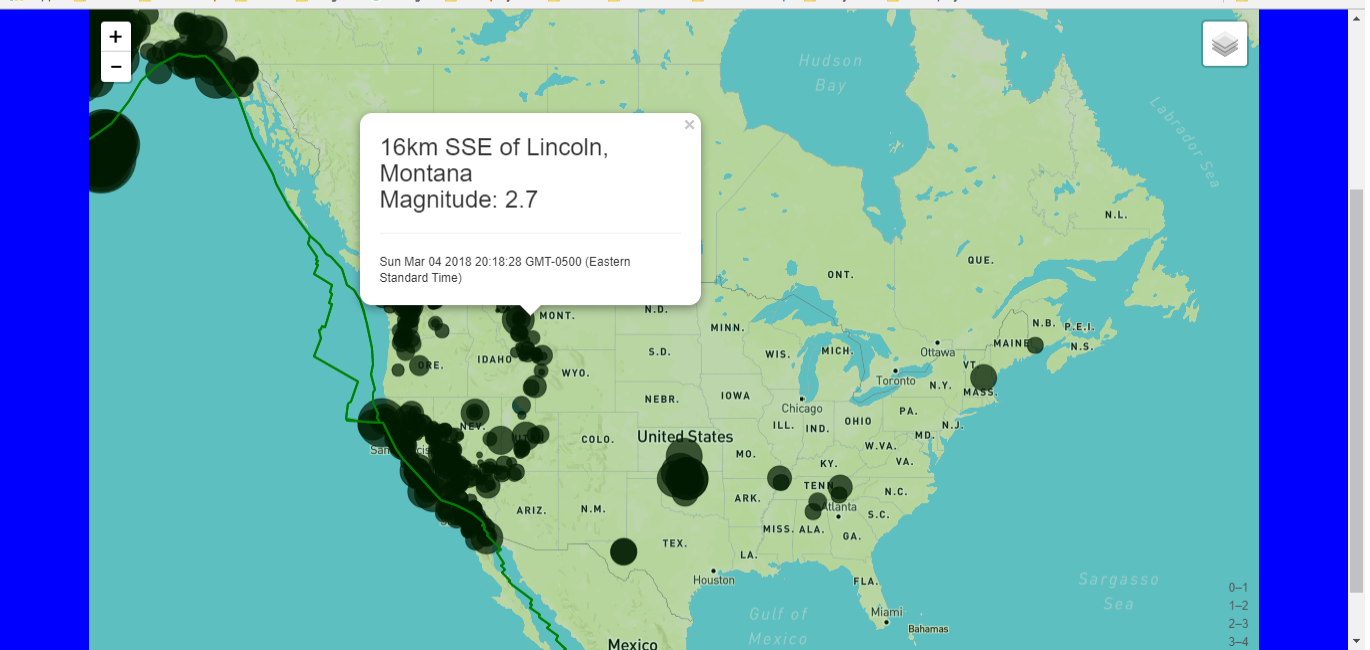 +
−
Hudson
Bay
Labrador Sea
×
16km SSE of Lincoln,
Montana
Magnitude: 2.7
Sun Mar 04 2018 20:18:28 GMT-0500 (Eastern
Standard Time)
N.L.
QUE.
ONT.
MONT.
N.D.
MINN.
N.B.
P.E.I.
MAINE
N.S.
Ottawa
S.D.
WIS.
MICH.
IDAHO
ORE.
WYO.
VT.
Toronto
N.Y.
MASS.
NEBR.
IOWA
Chicago
PA.
NEV.
ILL.
IND.
OHIO
N.J.
COLO.
United States
MD.
W.VA.
MO.
KY.
VA.
TENN.
N.C.
ARK.
ARIZ.
N.M.
Atlanta
S.C.
MISS.
ALA.
GA.
TEX.
LA.
Houston
FLA.
Sargasso
Sea
0–1
1–2
2–3
3–4
Gulf of
Mexico
Miami
Bahamas
Mexico